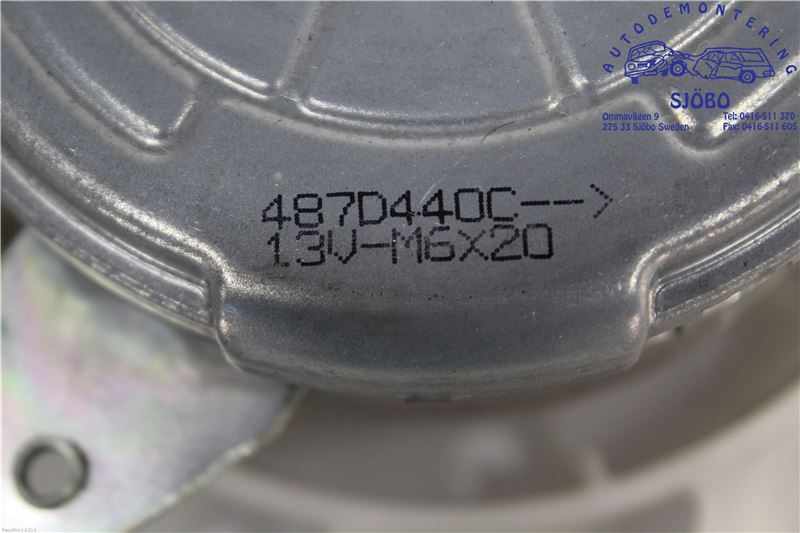 AUTODEMONTERING
SJÖBO
Ommavägen 9 Tel: 0416-511 370
275 33 Sjöbo Sweden Fax: 0416-511 605
487D440C-->
13V-M6X20